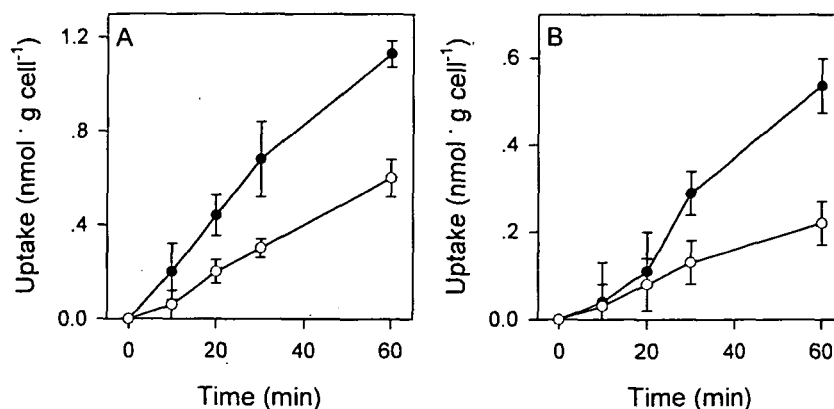 A
1.2
.8
.4
0.0
Uptake (nmol · g cell⁻¹)
0
20
40
60
Time (min)
B
.6
.4
.2
0.0
Uptake (nmol · g cell⁻¹)
0
20
40
60
Time (min)